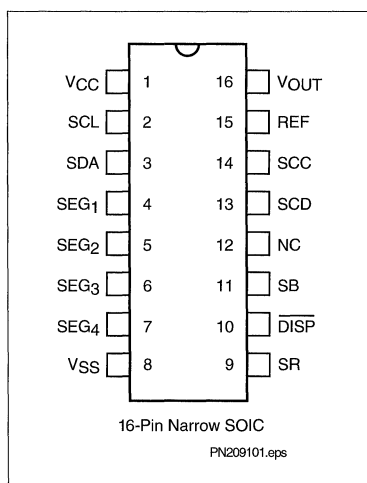 VCC 1 16 VOUT
SCL 2 15 REF
SDA 3 14 SCC
SEG1 4 13 SCD
SEG2 5 12 NC
SEG3 6 11 SB
SEG4 7 10 DISP
VSS 8 9 SR
16-Pin Narrow SOIC
PN209101.eps